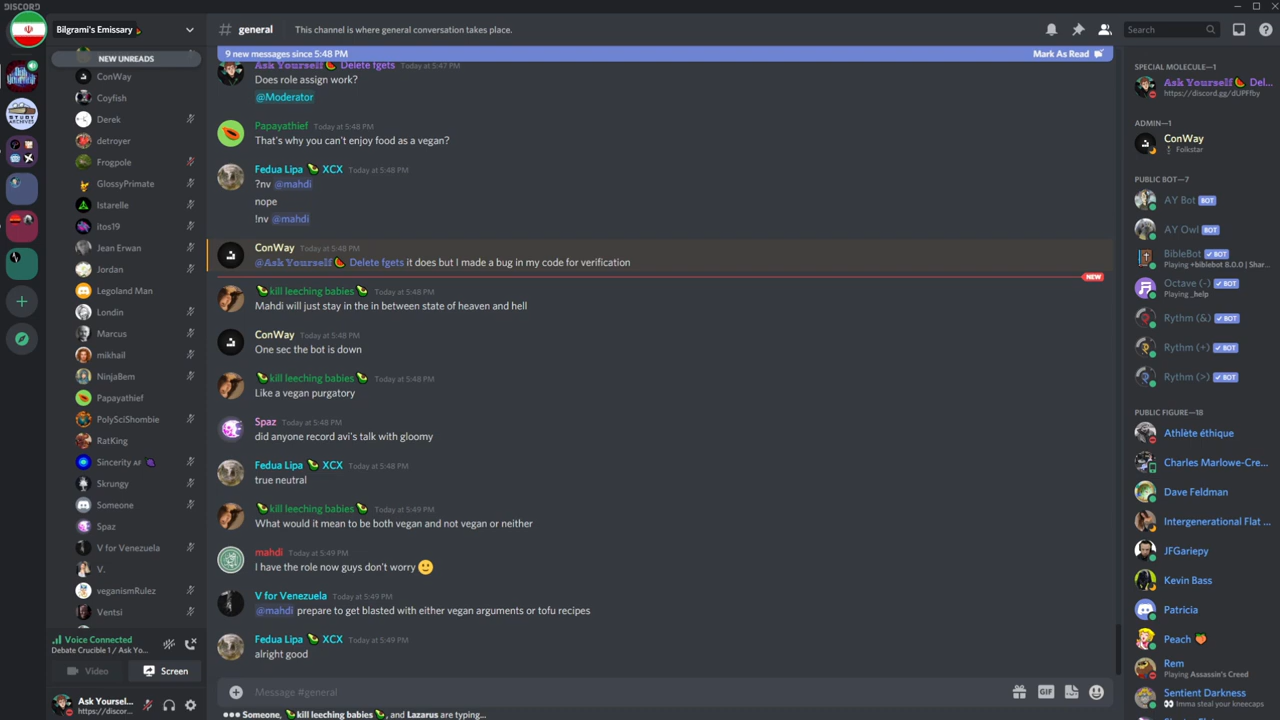 DISCORD
Bilgrami's Emissary
NEW UNREADS
ConWay
Coyfish
Derek
detroyer
Frogpole
GlossyPrimate
Istarelle
itos19
Jean Erwan
Jordan
Legoland Man
Londin
Marcus
mikhail
NinjaBem
Papayathief
PolySciShombie
RatKing
Sincerity AF
Skrungy
Someone
Spaz
V for Venezuela
V.
veganismRulez
Ventsi
Voice Connected
Debate Crucible 1 / Ask Yo...
Video
Screen
Ask Yoursel...
https://discor...
# general
This channel is where general conversation takes place.
Search
9 new messages since 5:48 PM
Mark As Read
Ask Yourself 🍉 Delete fgets Today at 5:47 PM
Does role assign work?
@Moderator
Papayathief Today at 5:48 PM
That's why you can't enjoy food as a vegan?
Fedua Lipa 🥑 XCX Today at 5:48 PM
?nv @mahdi
nope
!nv @mahdi
ConWay Today at 5:48 PM
@Ask Yourself 🍉 Delete fgets it does but I made a bug in my code for verification
NEW
🥑kill leeching babies🥑 Today at 5:48 PM
Mahdi will just stay in the in between state of heaven and hell
ConWay Today at 5:48 PM
One sec the bot is down
🥑kill leeching babies🥑 Today at 5:48 PM
Like a vegan purgatory
Spaz Today at 5:48 PM
did anyone record avi's talk with gloomy
Fedua Lipa 🥑 XCX Today at 5:48 PM
true neutral
🥑kill leeching babies🥑 Today at 5:49 PM
What would it mean to be both vegan and not vegan or neither
mahdi Today at 5:49 PM
I have the role now guys don't worry 🙂
V for Venezuela Today at 5:49 PM
@mahdi prepare to get blasted with either vegan arguments or tofu recipes
Fedua Lipa 🥑 XCX Today at 5:49 PM
alright good
Message #general
GIF
Someone, 🥑kill leeching babies🥑, and Lazarus are typing...
SPECIAL MOLECULE—1
Ask Yourself 🍉 Del...
https://discord.gg/dUPFfby
ADMIN—1
ConWay
Folkstar
PUBLIC BOT—7
AY Bot BOT
AY Owl BOT
BibleBot ✓ BOT
Playing +biblebot 8.0.0 | Shar...
Octave (-) ✓ BOT
Playing _help
Rythm (&) ✓ BOT
Rythm (+) ✓ BOT
Rythm (>) ✓ BOT
PUBLIC FIGURE—18
Athlète éthique
Charles Marlowe-Cre...
Dave Feldman
Intergenerational Flat ...
JFGariepy
Kevin Bass
Patricia
Peach 🍑
Rem
Playing Assassin's Creed
Sentient Darkness
👀 Imma steal your kneecaps